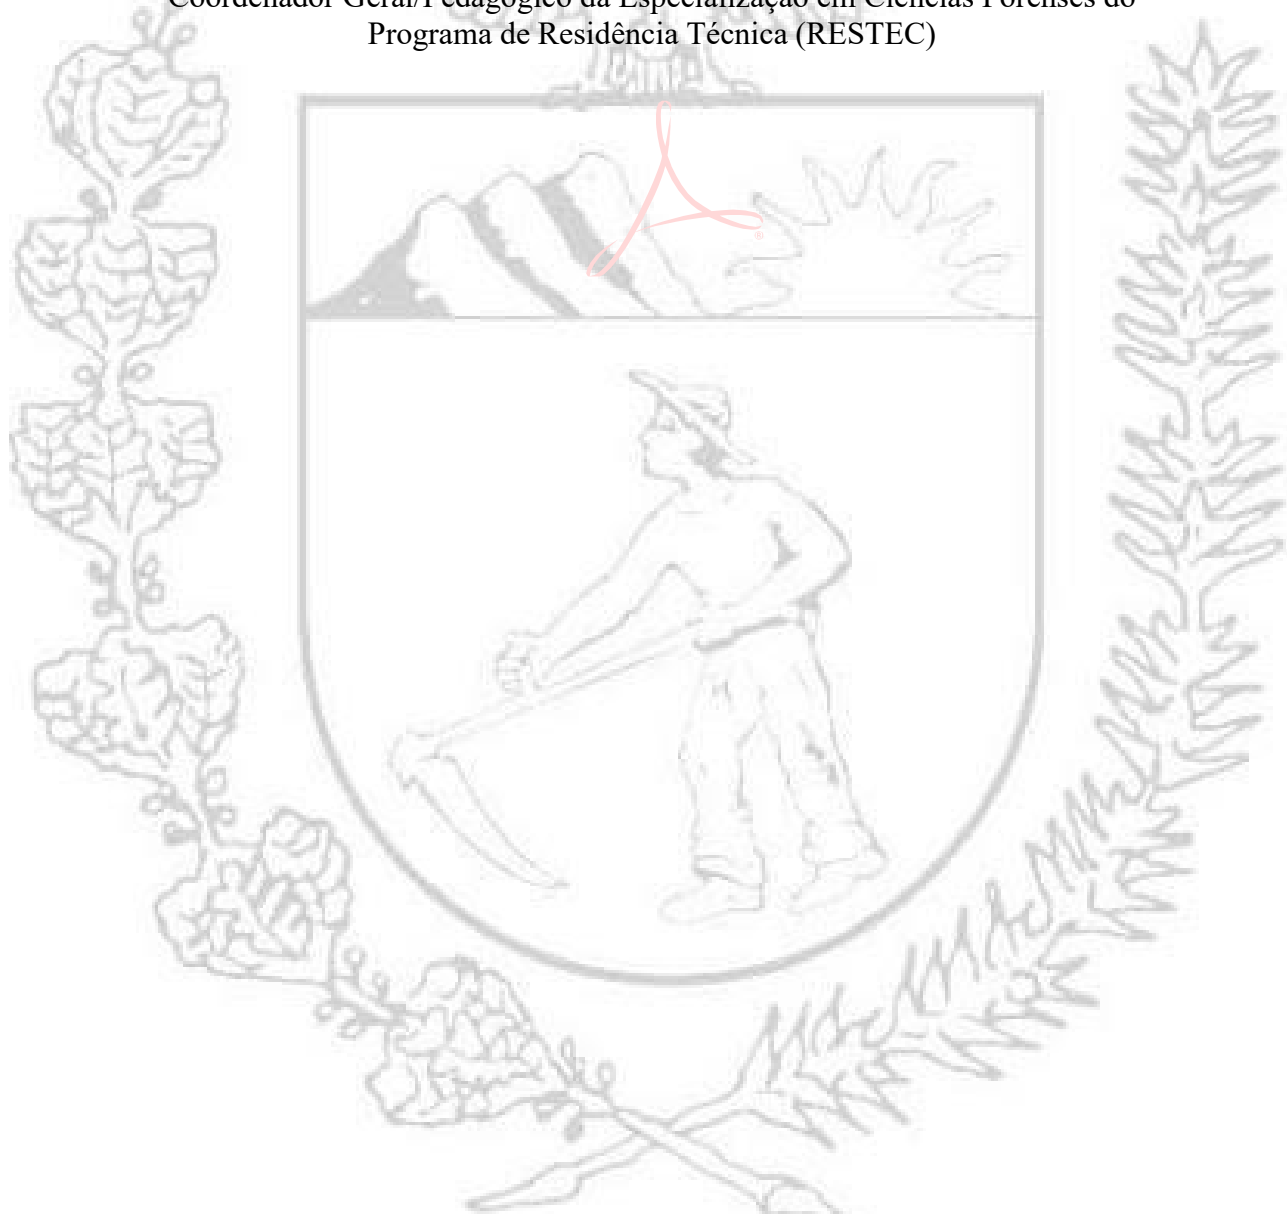 Coordenador Geral/Pedagógico da Especialização em Ciências Forenses do
Programa de Residência Técnica (RESTEC)